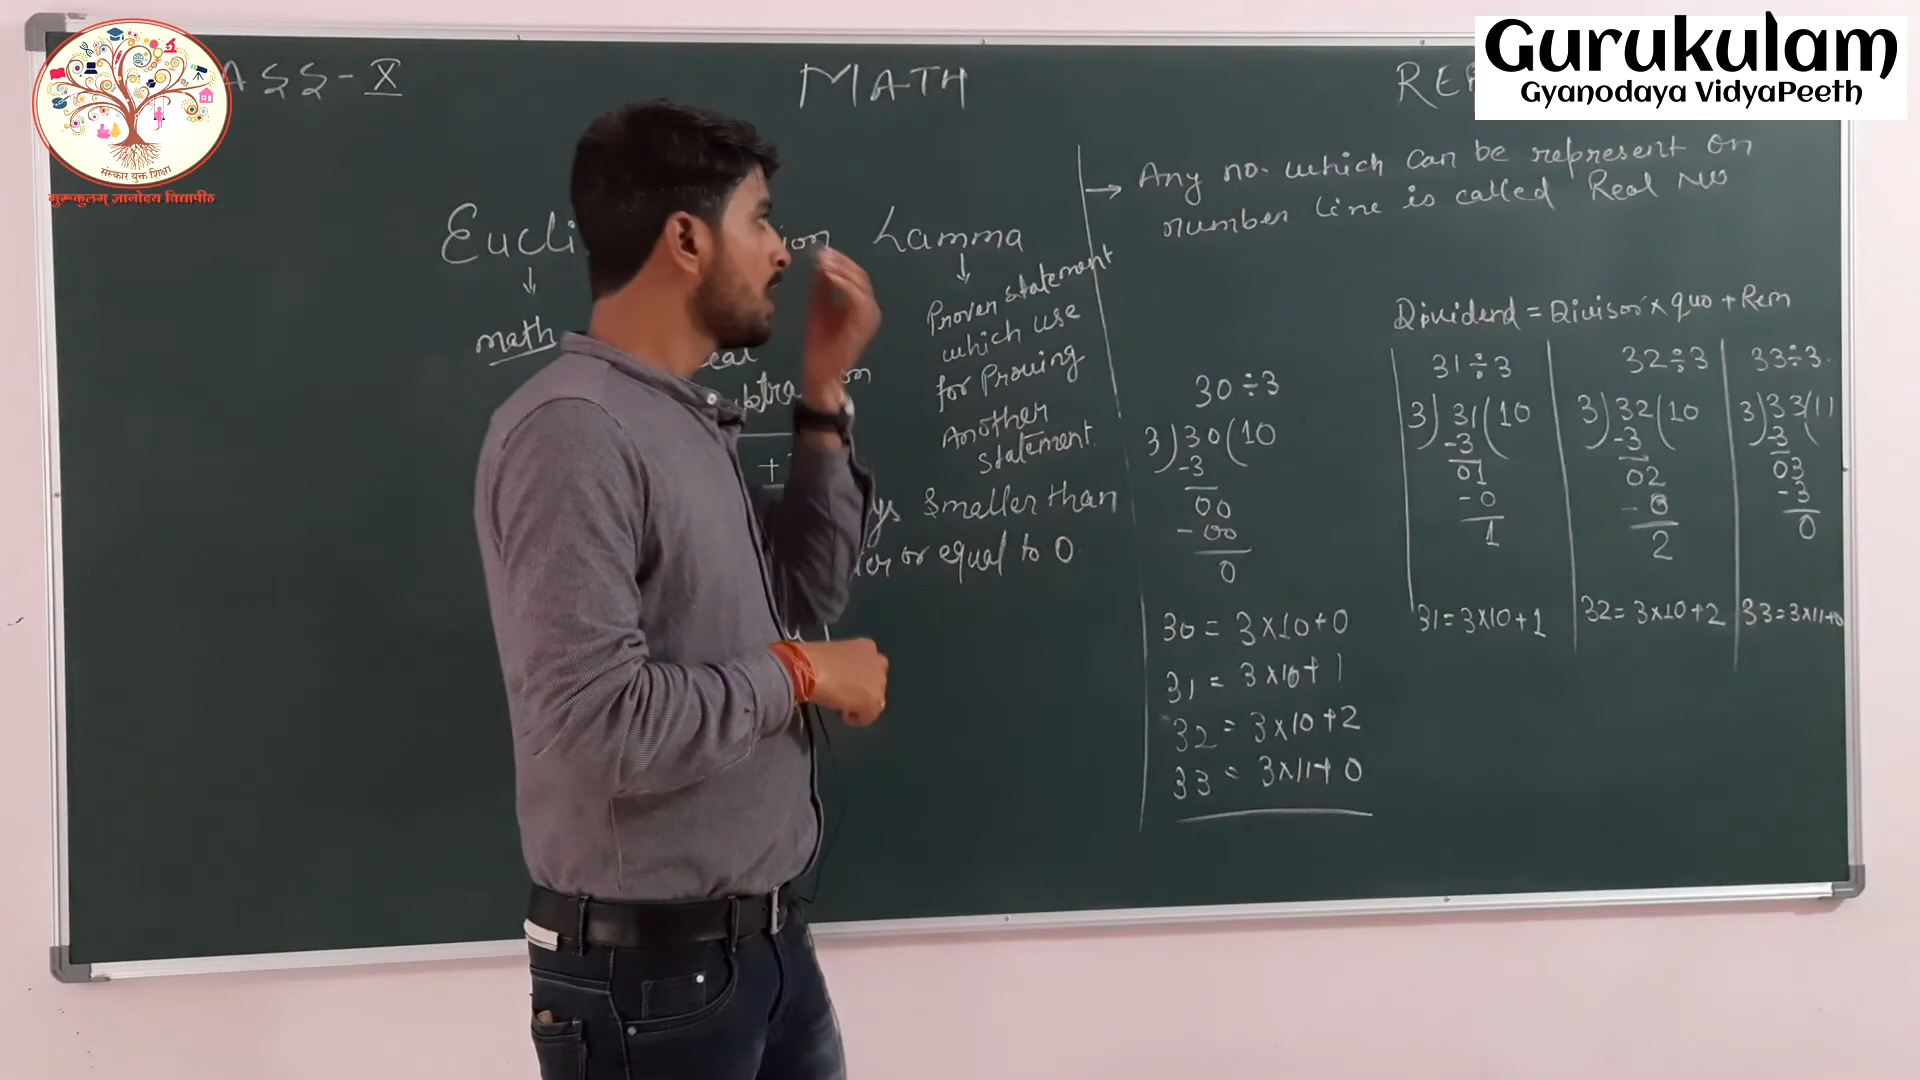 ASS - X
MATH
RE
Gurukulam
Gyanodaya VidyaPeeth
संस्कार युक्त शिक्षा
गुरूकुलम् ज्ञानोदय विद्यापीठ
Eucli ion Lamma
math
Proven statement
which use
for Proving
Another
statement.
+
ys smaller than
or equal to 0.
→ Any no. which can be represent on
number line is called Real No
Dividend = Divisor × quo + Rem
30 ÷ 3
3) 30 (10
-3
00
-00
0
30 = 3×10+0
31 = 3×10+1
32 = 3×10+2
33 = 3×11+0
31÷3
3) 31 (10
-3
01
-0
1
31=3×10+1
32÷3
3) 32 (10
-3
02
-0
2
32=3×10+2
33÷3.
3) 33 (11
-3
03
-3
0
33=3×11+0